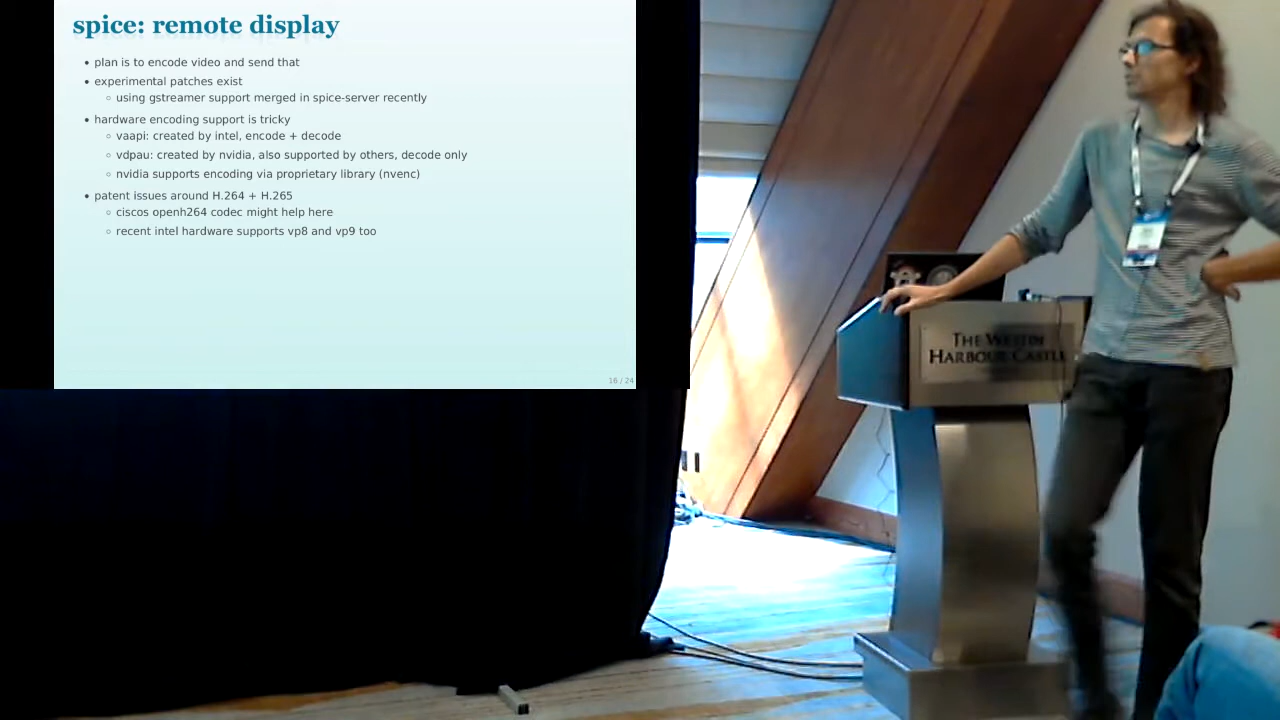 spice: remote display
• plan is to encode video and send that
• experimental patches exist
◦ using gstreamer support merged in spice-server recently
• hardware encoding support is tricky
◦ vaapi: created by intel, encode + decode
◦ vdpau: created by nvidia, also supported by others, decode only
◦ nvidia supports encoding via proprietary library (nvenc)
• patent issues around H.264 + H.265
◦ ciscos openh264 codec might help here
◦ recent intel hardware supports vp8 and vp9 too
16 / 24
THE WESTIN
HARBOUR CASTLE